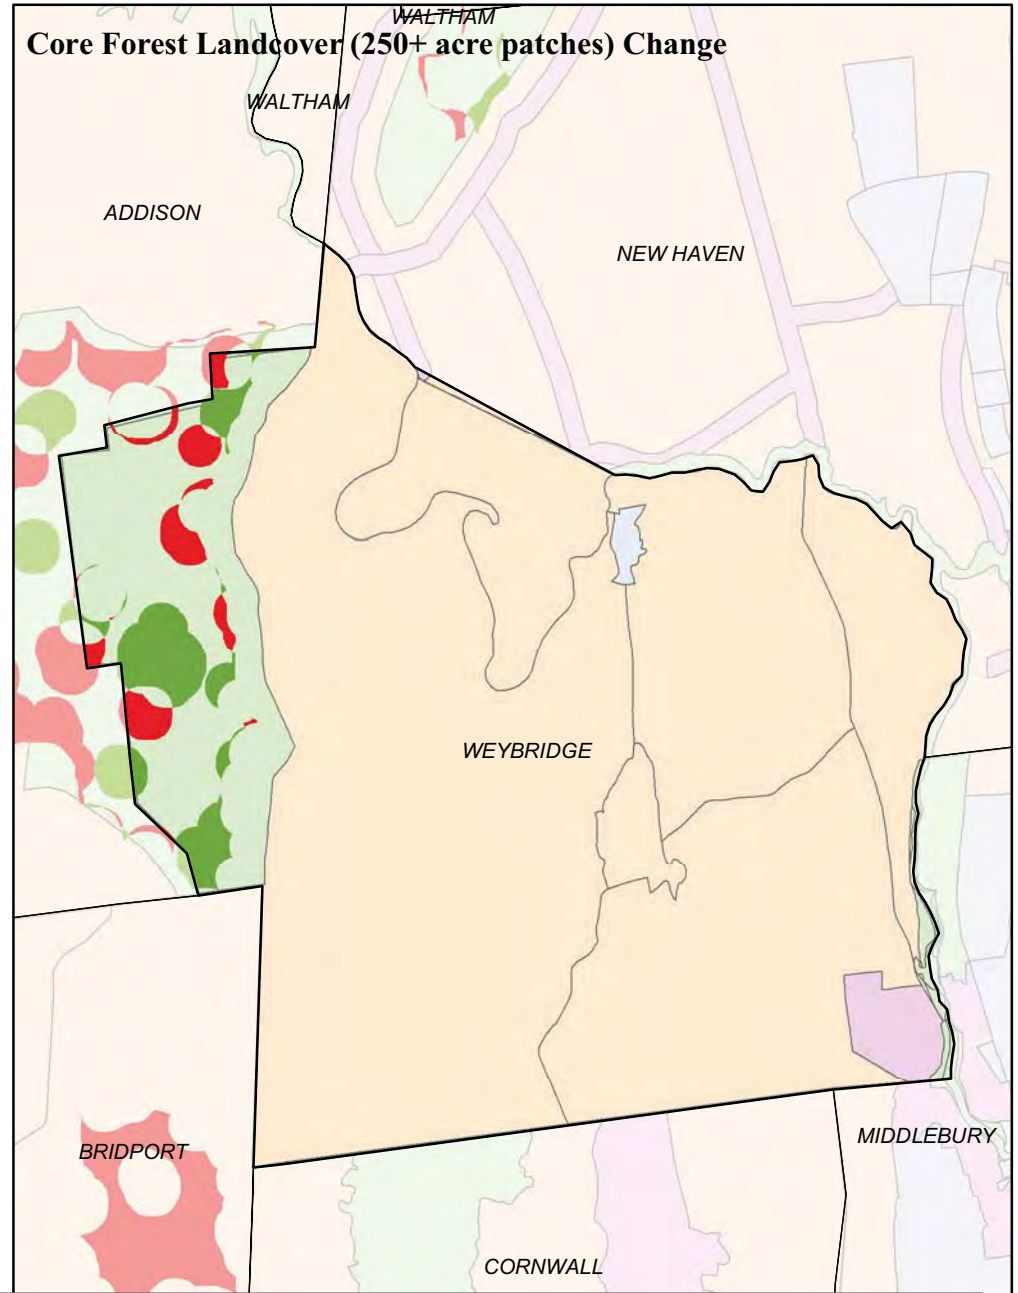 WALTHAM
Core Forest Landcover (250+ acre patches) Change
WALTHAM
ADDISON
NEW HAVEN
WEYBRIDGE
BRIDPORT
MIDDLEBURY
CORNWALL